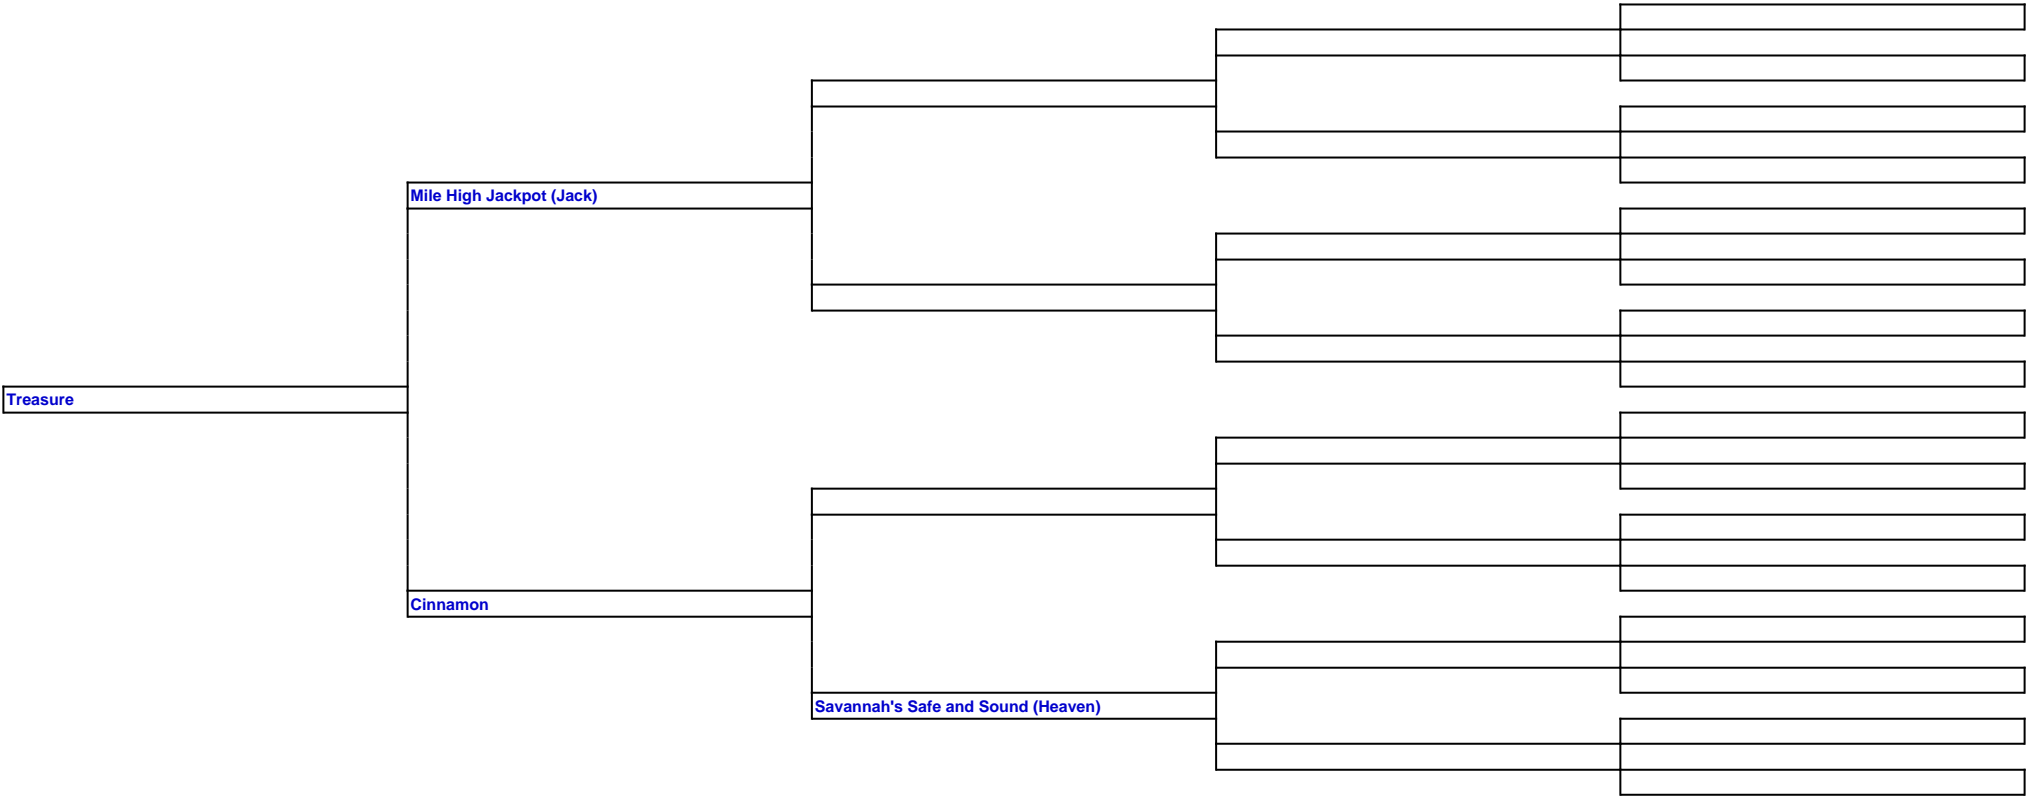 Mile High Jackpot (Jack)
Treasure
Cinnamon
Savannah's Safe and Sound (Heaven)